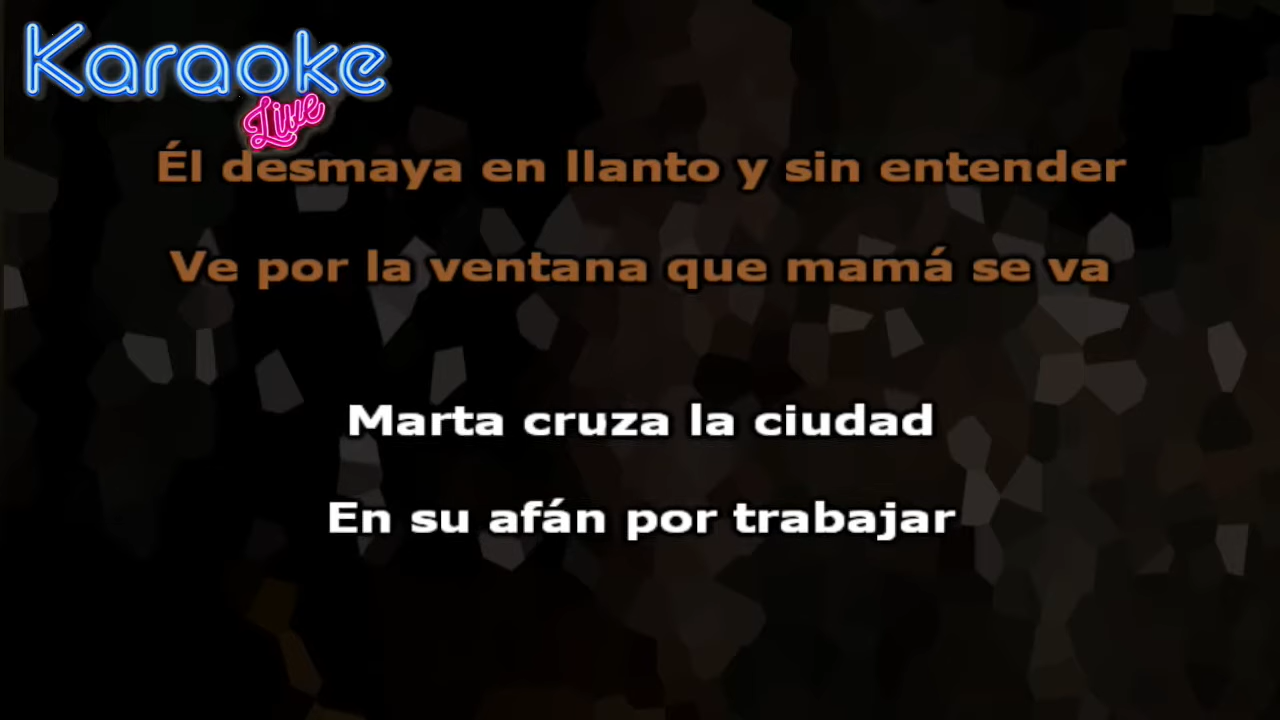 Karaoke
Live
Él desmaya en llanto y sin entender
Ve por la ventana que mamá se va
Marta cruza la ciudad
En su afán por trabajar